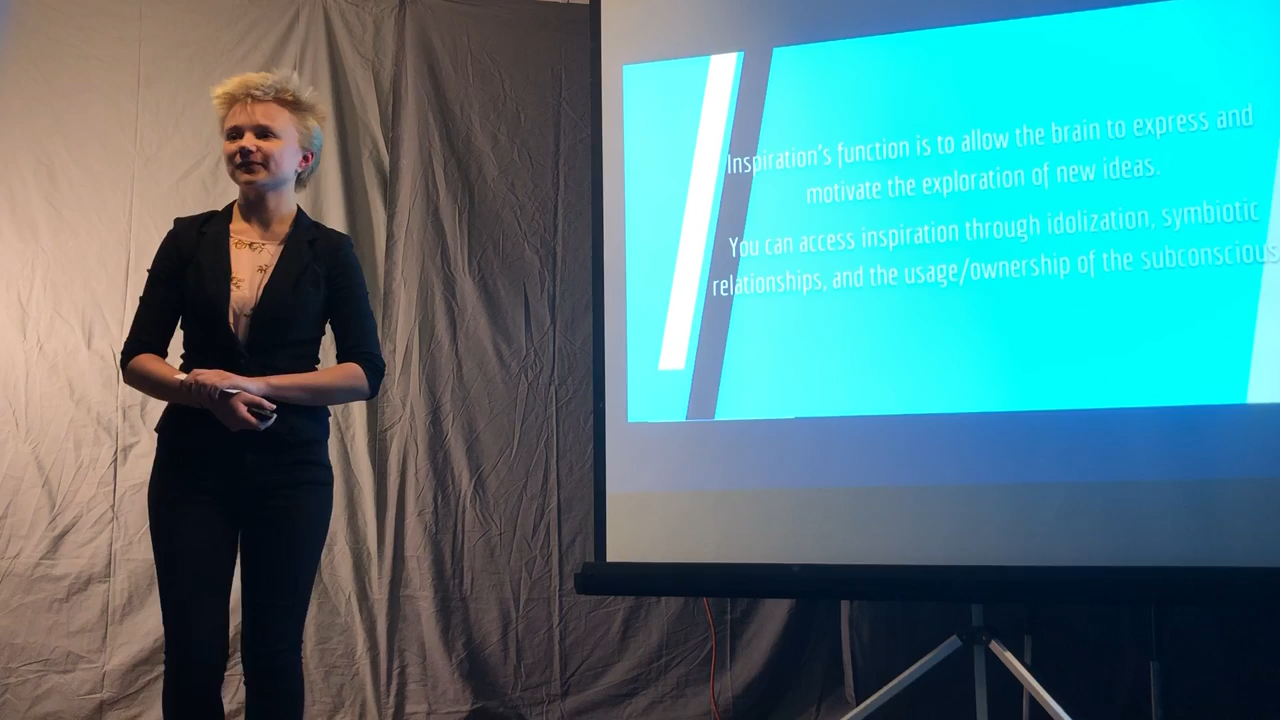 Inspiration's function is to allow the brain to express and
motivate the exploration of new ideas.
You can access inspiration through idolization, symbiotic
relationships, and the usage/ownership of the subconscious.